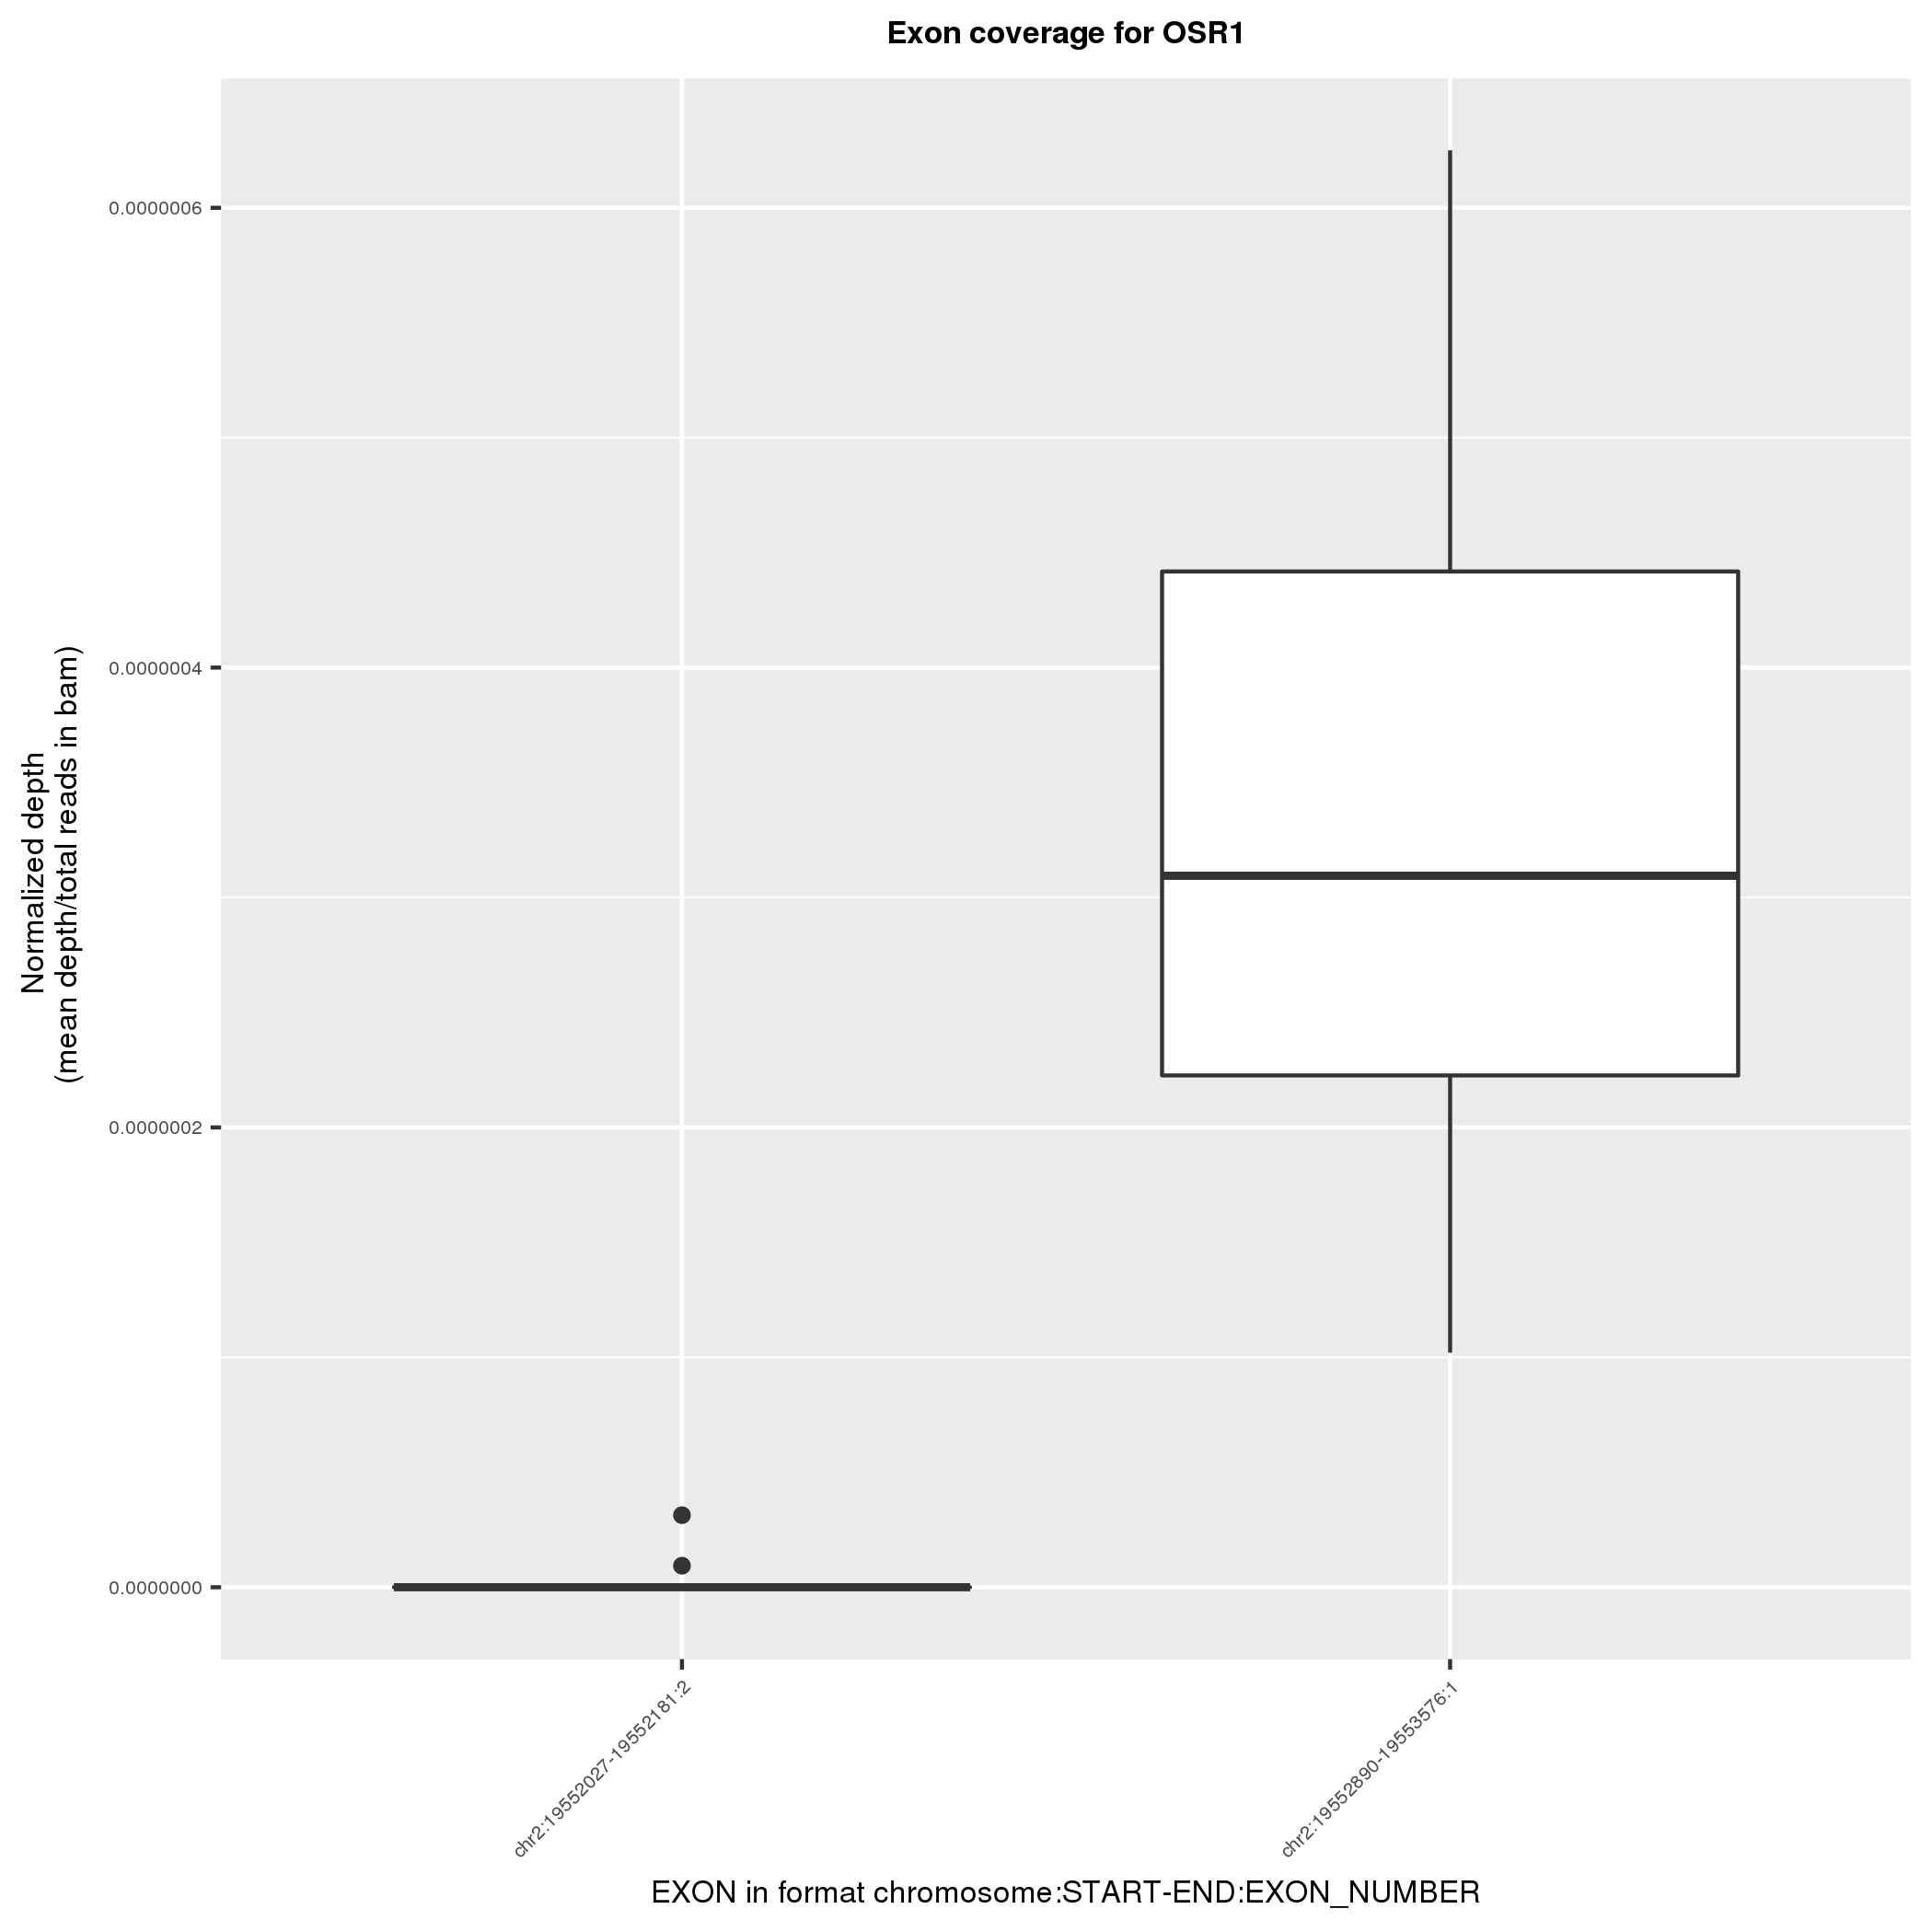 Exon coverage for OSR1
Normalized depth
(mean depth/total reads in bam)
0.0000006
0.0000004
0.0000002
0.0000000
chr2:19552027-19552181:2
chr2:19552890-19553576:1
EXON in format chromosome:START-END:EXON_NUMBER